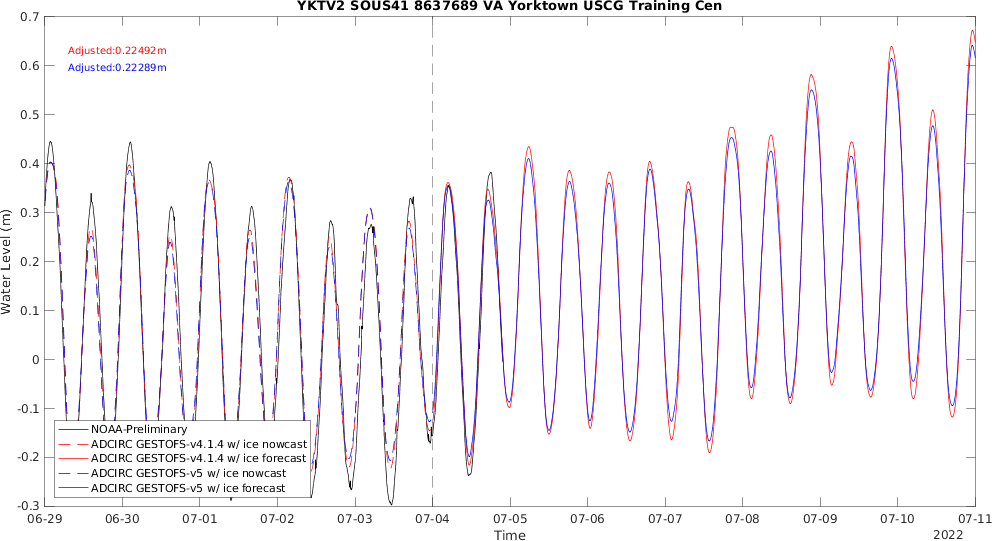 YKTV2 SOUS41 8637689 VA Yorktown USCG Training Cen
Adjusted:0.22492m
Adjusted:0.22289m
Water Level (m)
0.7
0.6
0.5
0.4
0.3
0.2
0.1
0
-0.1
-0.2
-0.3
NOAA-Preliminary
ADCIRC GESTOFS-v4.1.4 w/ ice nowcast
ADCIRC GESTOFS-v4.1.4 w/ ice forecast
ADCIRC GESTOFS-v5 w/ ice nowcast
ADCIRC GESTOFS-v5 w/ ice forecast
06-29 06-30 07-01 07-02 07-03 07-04 07-05 07-06 07-07 07-08 07-09 07-10 07-11
Time
2022